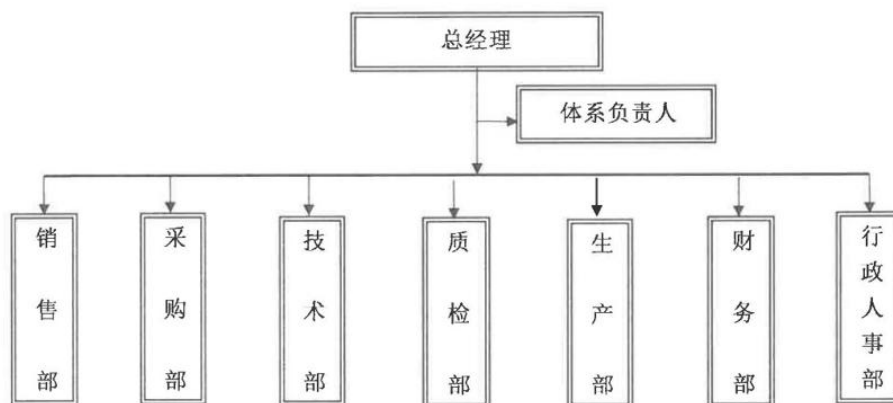 总经理
体系负责人
销售部
采购部
技术部
质检部
生产部
财务部
行政人事部